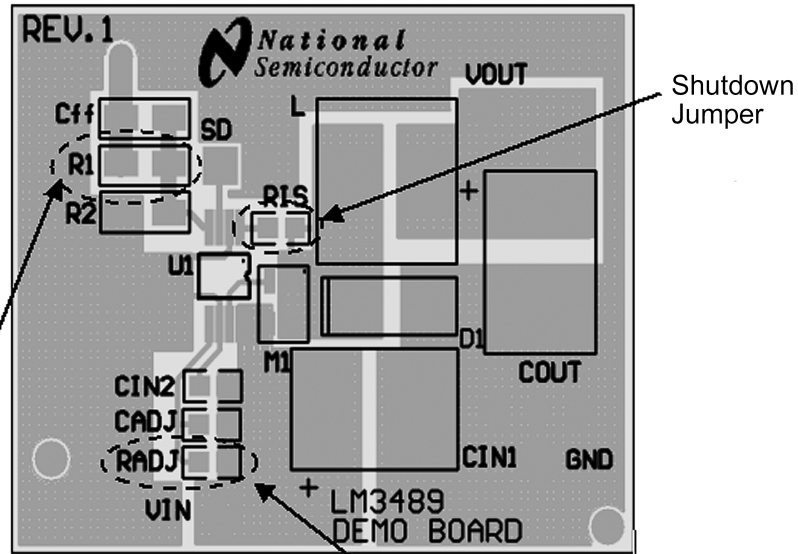 REV.1
National
Semiconductor
VOUT
Shutdown
Jumper
Cff
SD
L
R1
R2
RIS
+
U1
M1
D1
COUT
CIN2
CADJ
RADJ
CIN1
GND
VIN
+
LM3489
DEMO BOARD